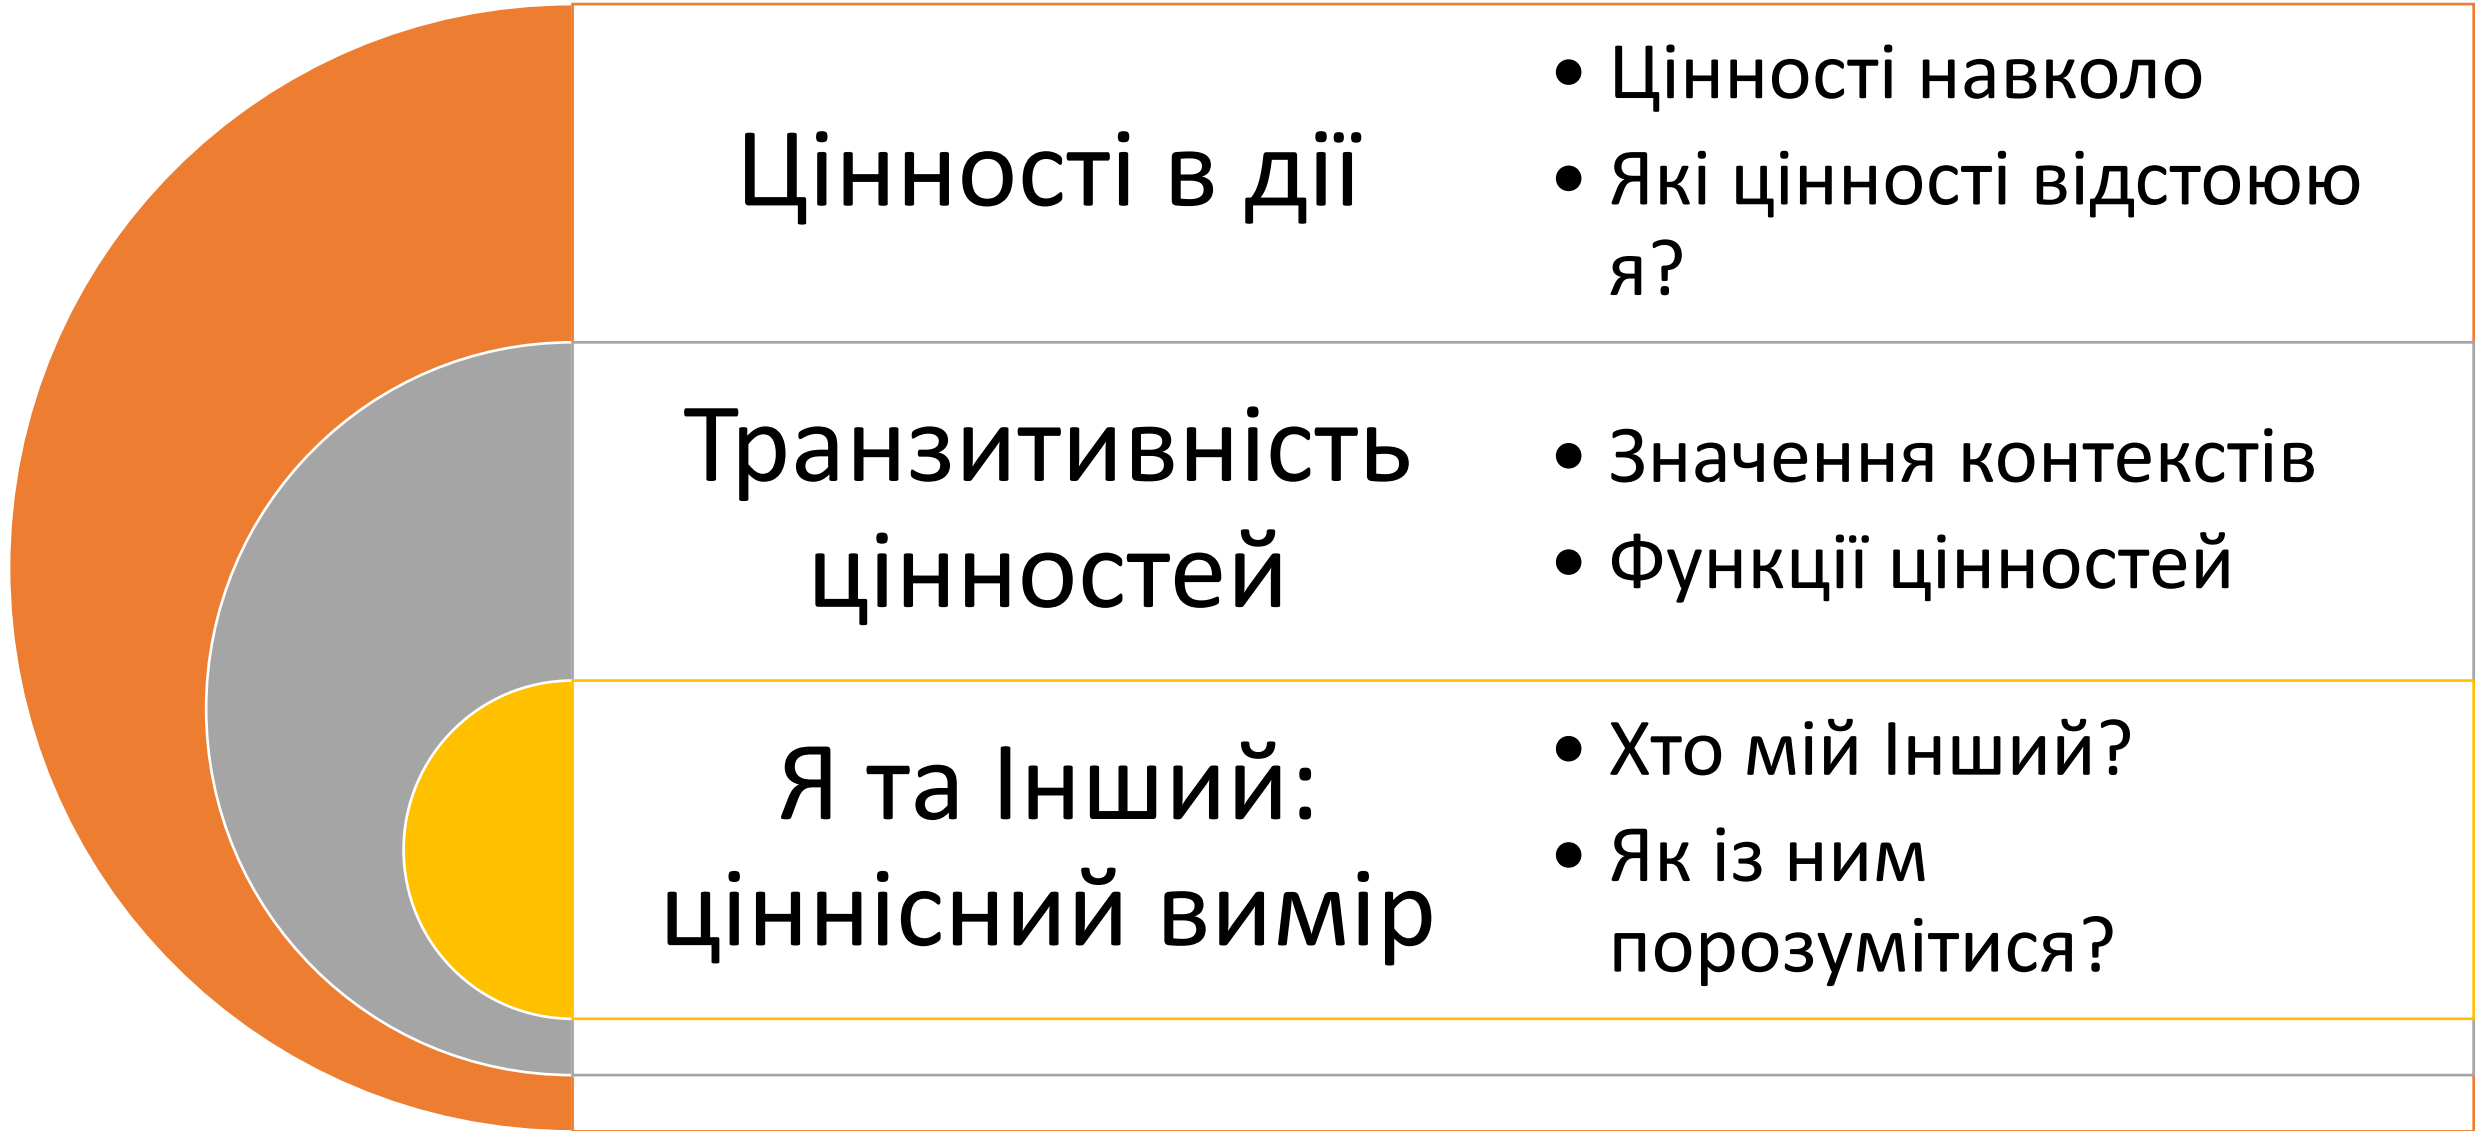 Цінності в дії
• Цінності навколо
• Які цінності відстоюю
я?
Транзитивність
цінностей
• Значення контекстів
• Функції цінностей
Я та Інший:
ціннісний вимір
• Хто мій Інший?
• Як із ним
порозумітися?